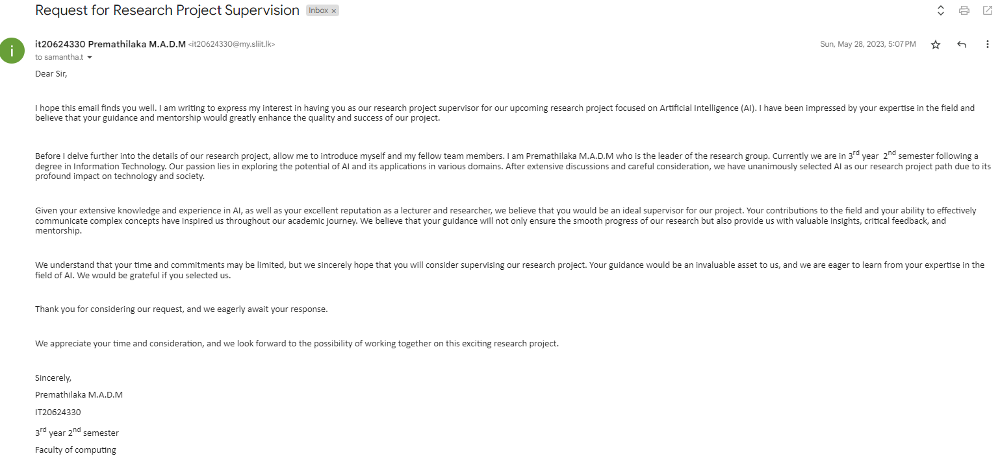 Request for Research Project Supervision Inbox ×
i
it20624330 Premathilaka M.A.D.M <it20624330@my.sliit.lk>
Sun, May 28, 2023, 5:07 PM
to samantha.t
Dear Sir,
I hope this email finds you well. I am writing to express my interest in having you as our research project supervisor for our upcoming research project focused on Artificial Intelligence (AI). I have been impressed by your expertise in the field and
believe that your guidance and mentorship would greatly enhance the quality and success of our project.
Before I delve further into the details of our research project, allow me to introduce myself and my fellow team members. I am Premathilaka M.A.D.M who is the leader of the research group. Currently we are in 3rd year 2nd semester following a
degree in Information Technology. Our passion lies in exploring the potential of AI and its applications in various domains. After extensive discussions and careful consideration, we have unanimously selected AI as our research project path due to its
profound impact on technology and society.
Given your extensive knowledge and experience in AI, as well as your excellent reputation as a lecturer and researcher, we believe that you would be an ideal supervisor for our project. Your contributions to the field and your ability to effectively
communicate complex concepts have inspired us throughout our academic journey. We believe that your guidance will not only ensure the smooth progress of our research but also provide us with valuable insights, critical feedback, and
mentorship.
We understand that your time and commitments may be limited, but we sincerely hope that you will consider supervising our research project. Your guidance would be an invaluable asset to us, and we are eager to learn from your expertise in the
field of AI. We would be grateful if you selected us.
Thank you for considering our request, and we eagerly await your response.
We appreciate your time and consideration, and we look forward to the possibility of working together on this exciting research project.
Sincerely,
Premathilaka M.A.D.M
IT20624330
3rd year 2nd semester
Faculty of computing